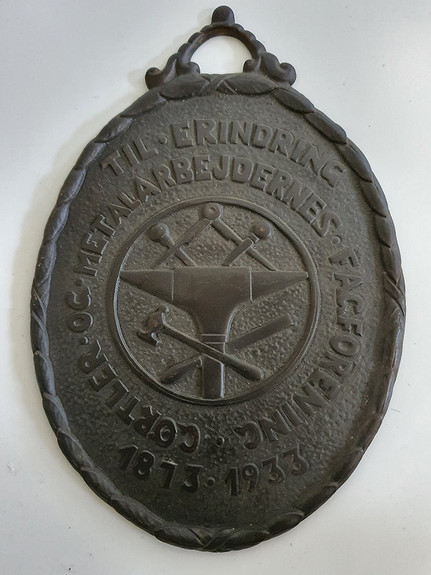 TIL · ERINDRING
GØRTLER · OG · METALARBEJDERNES · FAGFORENING ·
1873 · 1933